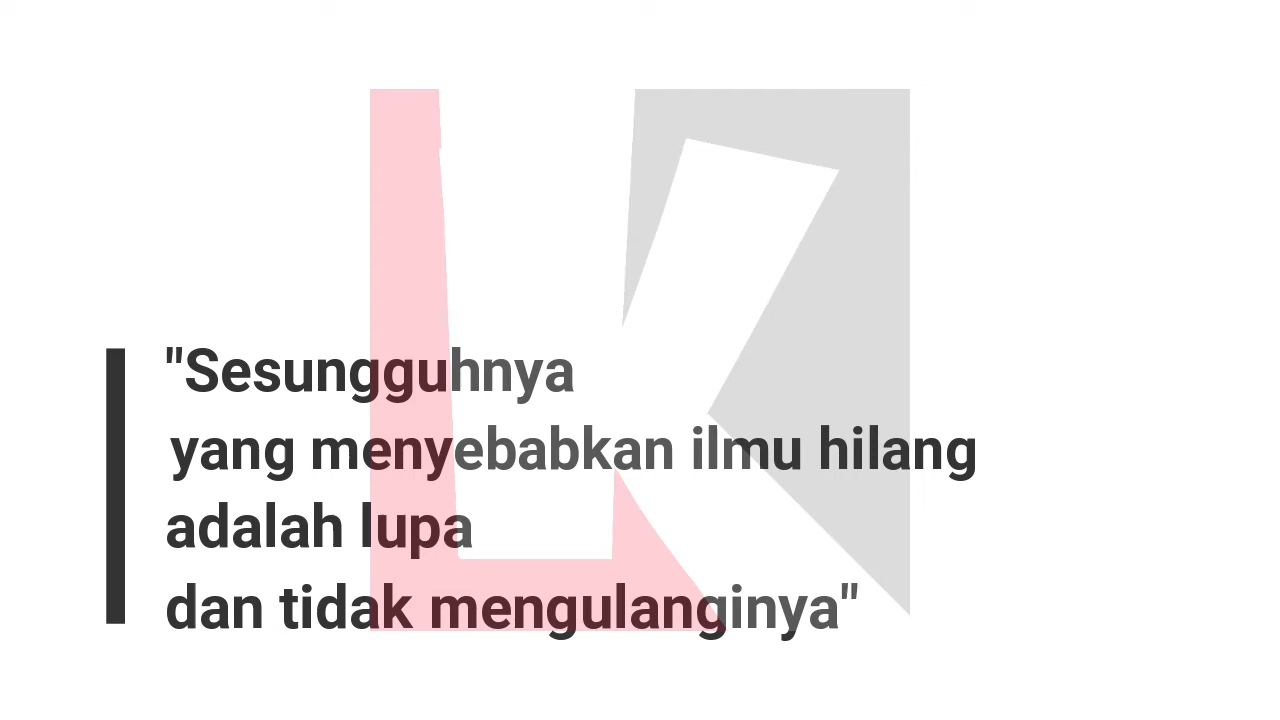 "Sesungguhnya
yang menyebabkan ilmu hilang
adalah lupa
dan tidak mengulanginya"